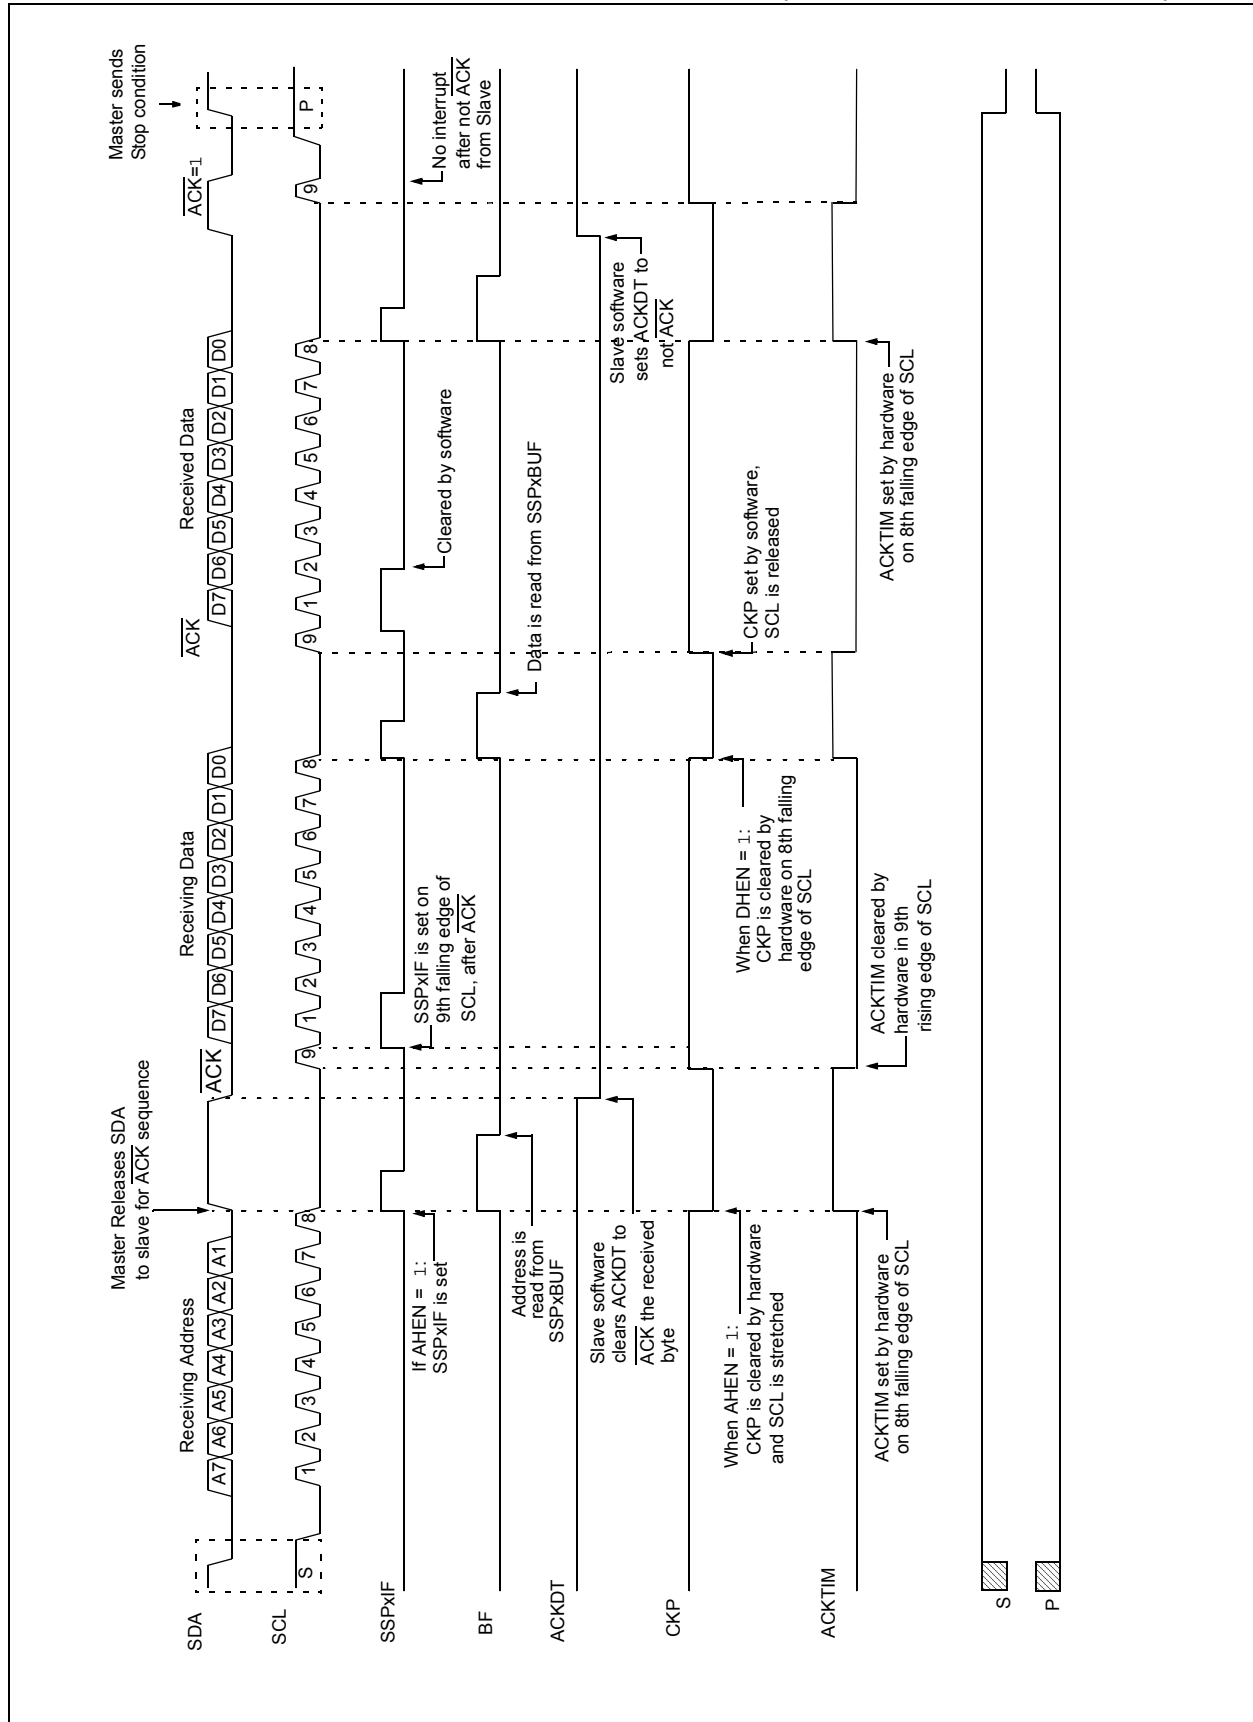 Master Releases SDA
to slave for ACK sequence
Master sends
Stop condition
Receiving Address
Receiving Data
Received Data
ACK
ACK
ACK=1
SDA
A7 A6 A5 A4 A3 A2 A1
D7 D6 D5 D4 D3 D2 D1 D0
D7 D6 D5 D4 D3 D2 D1 D0
SCL
S
1 2 3 4 5 6 7 8
9
1 2 3 4 5 6 7 8
9
1 2 3 4 5 6 7 8
9
P
SSPxIF
If AHEN = 1:
SSPxIF is set
SSPxIF is set on
9th falling edge of
SCL, after ACK
Cleared by software
No interrupt
after not ACK
from Slave
BF
Address is
read from
SSPxBUF
Data is read from SSPxBUF
ACKDT
Slave software
clears ACKDT to
ACK the received
byte
Slave software
sets ACKDT to
not ACK
CKP
When AHEN = 1:
CKP is cleared by hardware
and SCL is stretched
When DHEN = 1:
CKP is cleared by
hardware on 8th falling
edge of SCL
CKP set by software,
SCL is released
ACKTIM
ACKTIM set by hardware
on 8th falling edge of SCL
ACKTIM cleared by
hardware in 9th
rising edge of SCL
ACKTIM set by hardware
on 8th falling edge of SCL
S
P